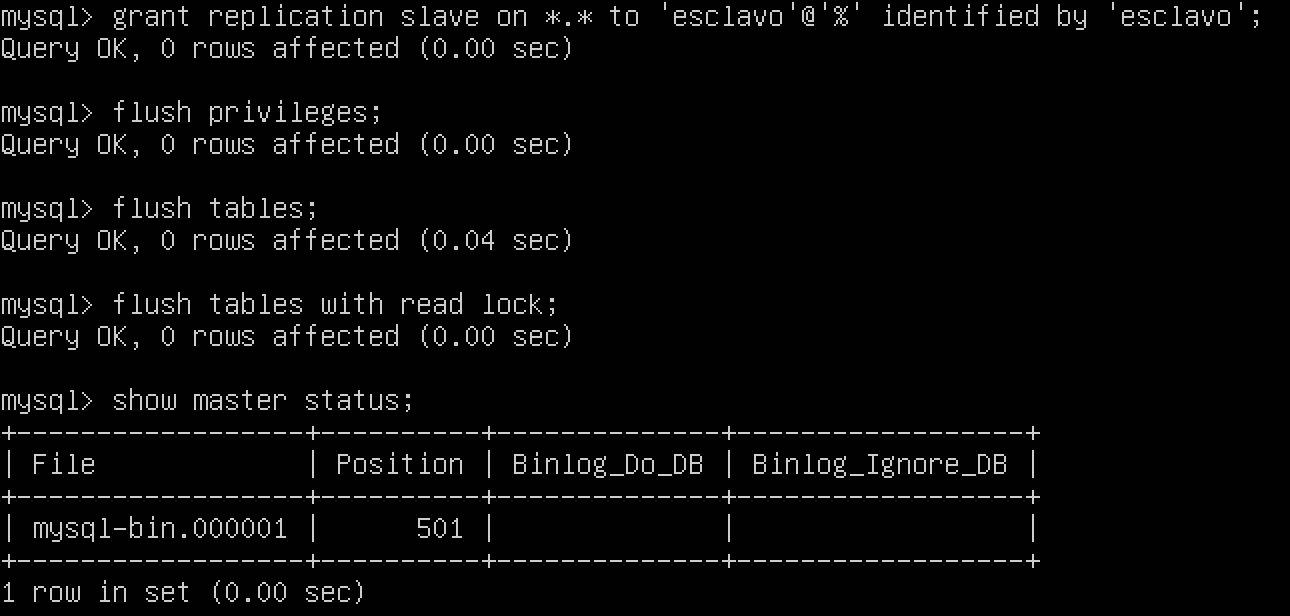 mysql> grant replication slave on *.* to 'esclavo'@'%' identified by 'esclavo';
Query OK, 0 rows affected (0.00 sec)

mysql> flush privileges;
Query OK, 0 rows affected (0.00 sec)

mysql> flush tables;
Query OK, 0 rows affected (0.04 sec)

mysql> flush tables with read lock;
Query OK, 0 rows affected (0.00 sec)

mysql> show master status;
+------------------+----------+--------------+------------------+
| File             | Position | Binlog_Do_DB | Binlog_Ignore_DB |
+------------------+----------+--------------+------------------+
| mysql-bin.000001 |      501 |              |                  |
+------------------+----------+--------------+------------------+
1 row in set (0.00 sec)